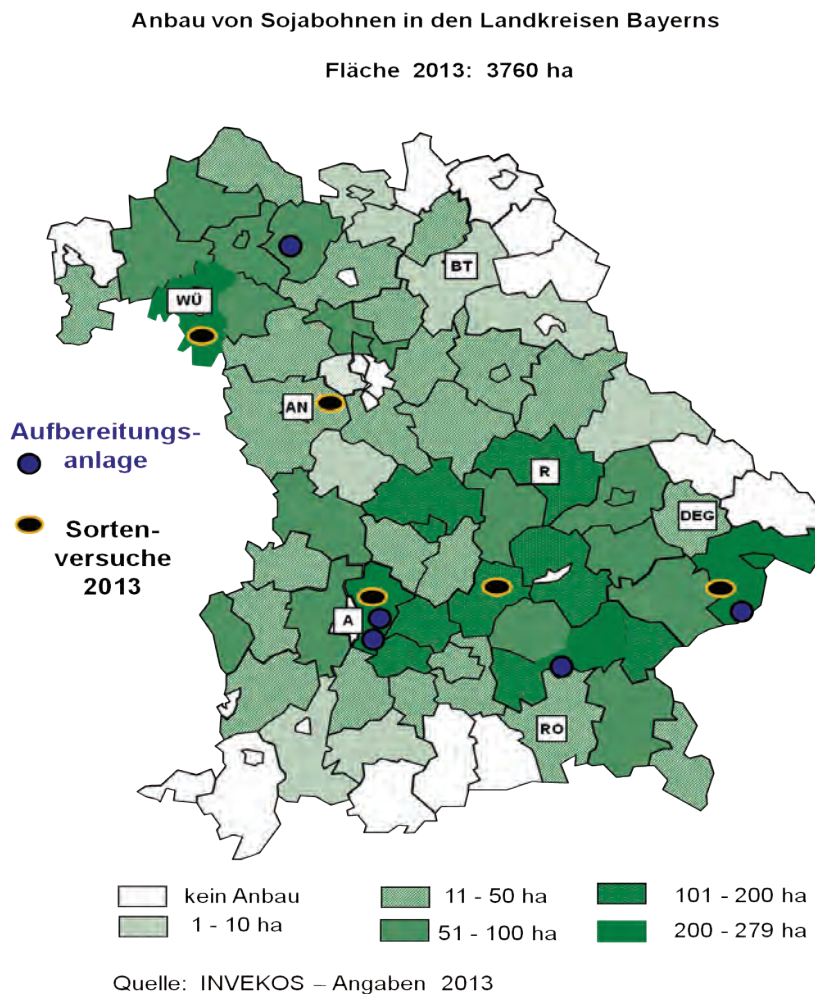 Anbau von Sojabohnen in den Landkreisen Bayerns
Fläche 2013: 3760 ha
BT
WÜ
AN
Aufbereitungs-
anlage
R
DEG
Sorten-
versuche
2013
A
RO
kein Anbau
1 - 10 ha
11 - 50 ha
51 - 100 ha
101 - 200 ha
200 - 279 ha
Quelle: INVEKOS – Angaben 2013